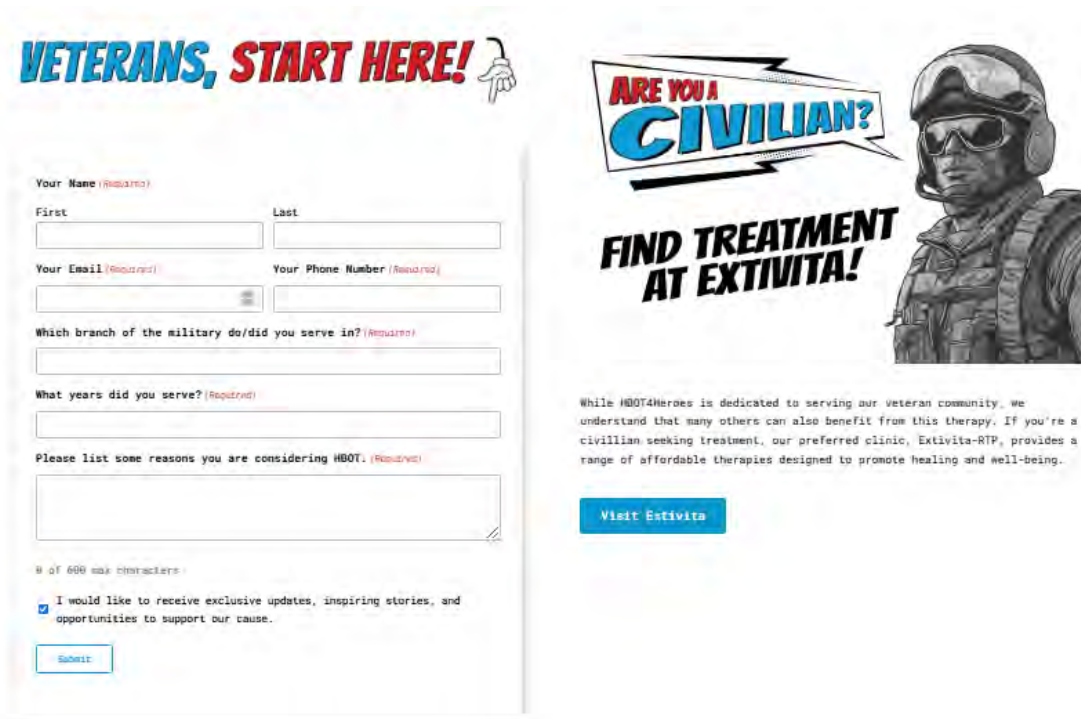 VETERANS, START HERE!
Your Name (Required)
First
Last
Your Email (Required)
Your Phone Number (Required)
Which branch of the military do/did you serve in? (Required)
What years did you serve? (Required)
Please list some reasons you are considering HBOT. (Required)
0 of 600 max characters
I would like to receive exclusive updates, inspiring stories, and
opportunities to support our cause.
Submit
ARE YOU A
CIVILIAN?
FIND TREATMENT
AT EXTIVITA!
While HBOT4Heroes is dedicated to serving our veteran community, we
understand that many others can also benefit from this therapy. If you're a
civillian seeking treatment, our preferred clinic, Extivita-RTP, provides a
range of affordable therapies designed to promote healing and well-being.
Visit Extivita